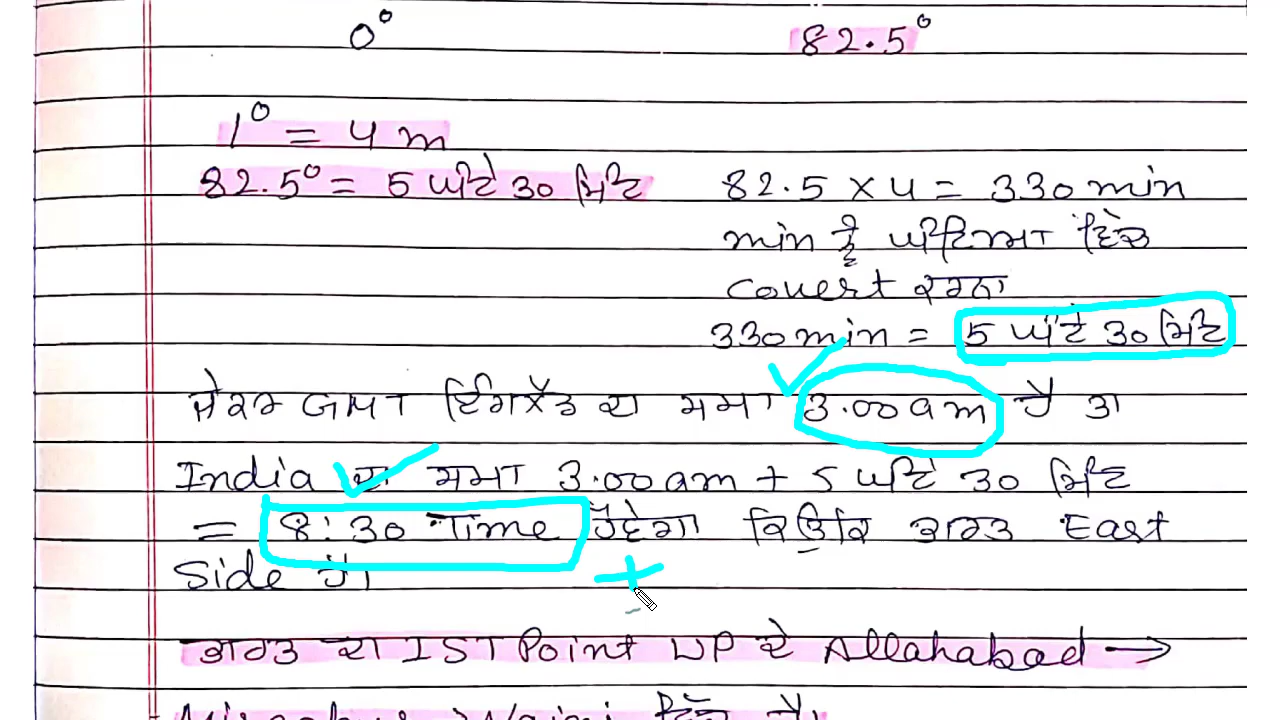 0° 82.5°
1° = 4 m
82.5° = 5 ਘੰਟੇ 30 ਮਿੰਟ 82.5 × 4 = 330 min
min ਨੂੰ ਘੰਟਿਆ ਵਿੱਚ
Covert ਕਰਨਾ
330 min = 5 ਘੰਟੇ 30 ਮਿੰਟ
ਜੇਕਰ ਜਮਾ ਇੰਗਲੈਂਡ ਦਾ ਸਮਾ 3.00 am ਹੈ ਤਾ
India ਦਾ ਸਮਾ 3.00 am + 5 ਘੰਟੇ 30 ਮਿੰਟ
= 8:30 Time ਹੋਵੇਗਾ ਕਿਉਂਕਿ ਭਾਰਤ East
Side ਹੈ।
+
ਭਾਰਤ ਦਾ IST Point UP ਦੇ Allahabad →
ਵਿੱਚ ਹੈ।